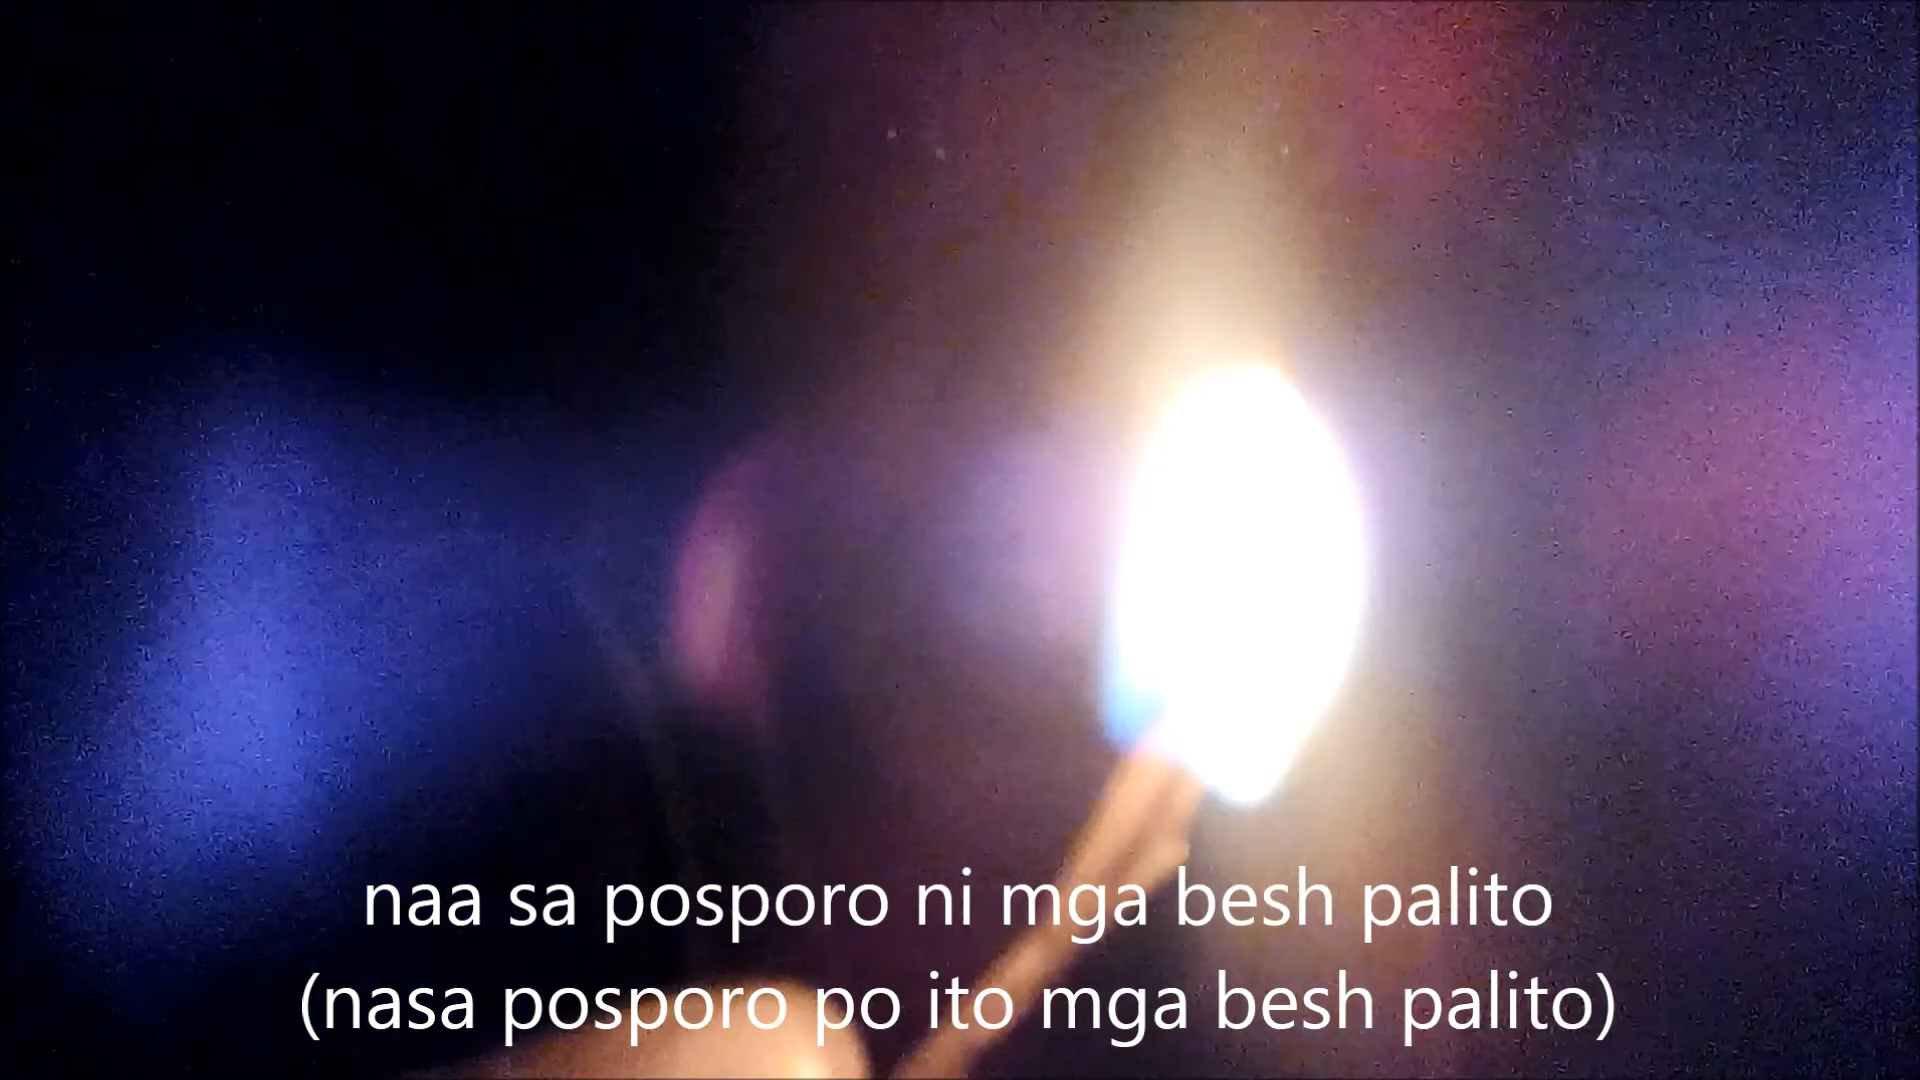 naa sa posporo ni mga besh palito
(nasa posporo po ito mga besh palito)